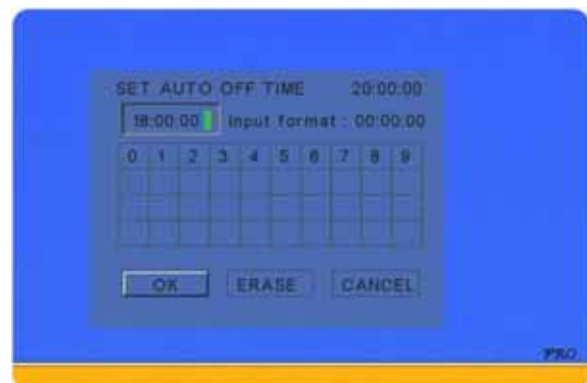 SET AUTO OFF TIME 20:00:00
18:00:00 Input format : 00:00:00
0 1 2 3 4 5 6 7 8 9
OK ERASE CANCEL
PRO